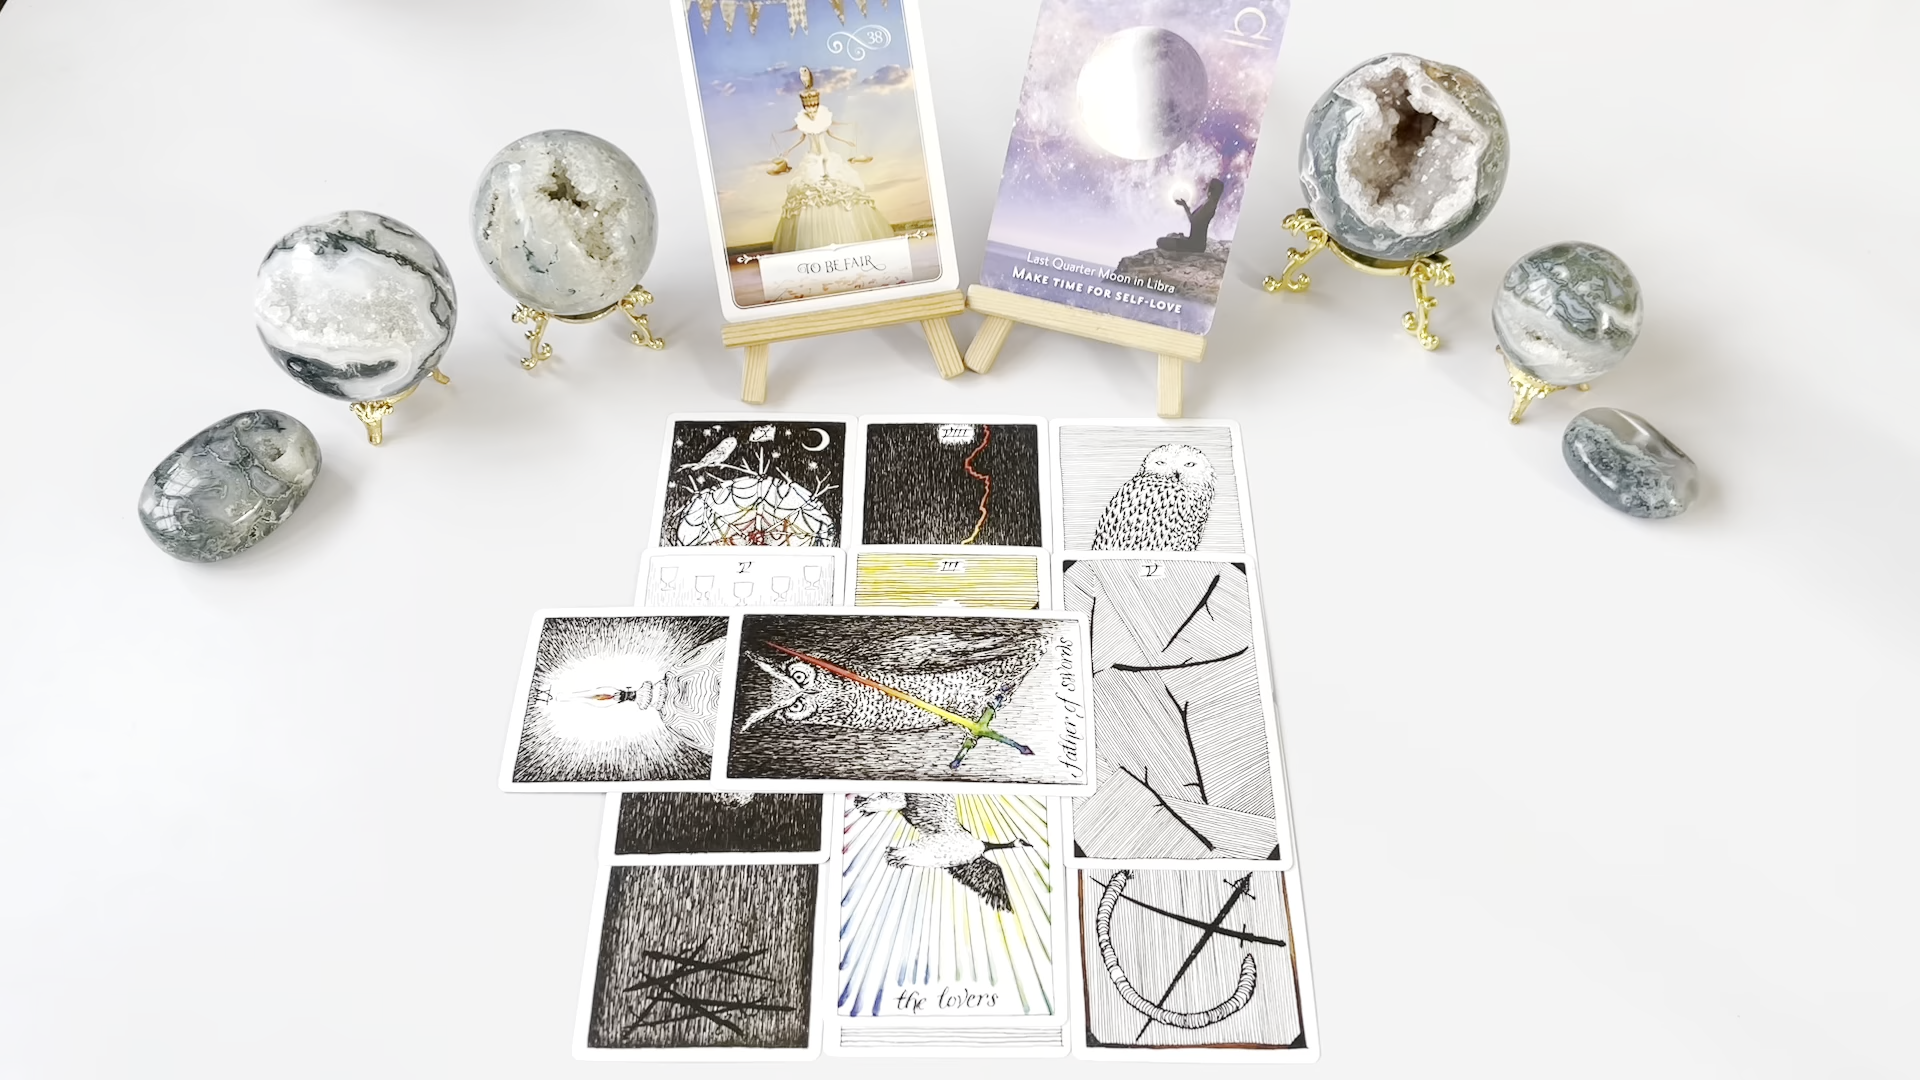 38
TO BE FAIR
Last Quarter Moon in Libra
MAKE TIME FOR SELF-LOVE
X
VIII
V
III
V
father of swords
the lovers